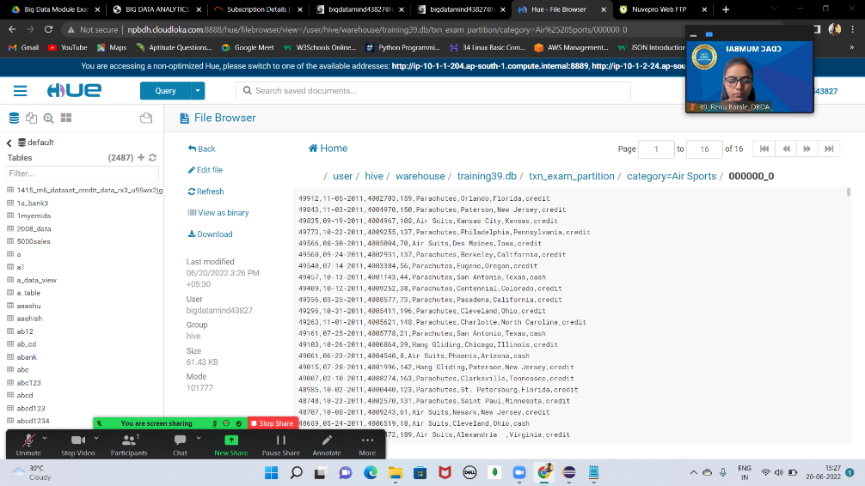 Big Data Module Exam
BIG DATA ANALYTICS
Subscription Details
bigdatamind43827@
bigdatamind43827@
Hue - File Browser
Nuvepro Web FTP
Not secure | npbdh.cloudloka.com:8888/hue/filebrowser/view=/user/hive/warehouse/training39.db/txn_exam_partition/category=Air%2520Sports/000000_0
Gmail
YouTube
Maps
Aptitude Questions...
Google Meet
W3Schools Online...
Python Programmi...
34 Linux Basic Com...
AWS Management...
JSON Introduction
You are accessing a non-optimized Hue, please switch to one of the available addresses: http://ip-10-1-1-204.ap-south-1.compute.internal:8889, http://ip-10-1-2-24.ap-so
CDAC MUMBAI
HUE
Query
Search saved documents...
43827
default
Tables
(2487)
Filter...
1415_m6_dataset_credit_data_rx3_u95wx2jg
1a_bank3
1myemids
2008_data
5000sales
a
a1
a_data_view
a_table
aaashu
aashish
ab12
ab_cd
abank
abc
abc123
abcd
abcd123
abcd1234
File Browser
Back
Edit file
Refresh
View as binary
Download
Last modified
06/20/2022 3:26 PM
+05:30
User
bigdatamind43827
Group
hive
Size
61.43 KB
Mode
101777
Home
Page 1 to 16 of 16
/ user / hive / warehouse / training39.db / txn_exam_partition / category=Air Sports / 000000_0
49912,11-05-2011,4002703,159,Parachutes,Orlando,Florida,credit
49843,11-03-2011,4004970,150,Parachutes,Paterson,New Jersey,credit
49835,09-19-2011,4004967,108,Air Suits,Kansas City,Kansas,credit
49773,10-22-2011,4009255,137,Parachutes,Philadelphia,Pennsylvania,credit
49566,08-30-2011,4005004,70,Air Suits,Des Moines,Iowa,credit
49560,09-24-2011,4002931,137,Parachutes,Berkeley,California,credit
49540,07-14-2011,4003384,56,Parachutes,Eugene,Oregon,credit
49457,10-13-2011,4001143,44,Parachutes,San Antonio,Texas,cash
49409,10-12-2011,4009252,38,Parachutes,Centennial,Colorado,credit
49356,03-25-2011,4008577,73,Parachutes,Pasadena,California,credit
49296,10-31-2011,4005411,196,Parachutes,Cleveland,Ohio,credit
49263,11-01-2011,4005621,148,Parachutes,Charlotte,North Carolina,credit
49161,07-25-2011,4005778,21,Parachutes,San Antonio,Texas,cash
49103,10-26-2011,4006864,39,Hang Gliding,Chicago,Illinois,credit
49061,06-23-2011,4004540,8,Air Suits,Phoenix,Arizona,cash
49015,07-28-2011,4001996,142,Hang Gliding,Paterson,New Jersey,credit
49007,02-10-2011,4008274,163,Parachutes,Clarksville,Tennessee,credit
48985,10-02-2011,4000440,123,Parachutes,St. Petersburg,Florida,credit
48748,10-23-2011,4002570,131,Parachutes,Saint Paul,Minnesota,credit
48707,10-08-2011,4009243,61,Air Suits,Newark,New Jersey,credit
48689,05-24-2011,4006519,18,Air Suits,Cleveland,Ohio,cash
472,189,Air Suits,Alexandria ,Virginia,credit
You are screen sharing
Stop Share
Unmute
Stop Video
Participants
1
Chat
New Share
Pause Share
Annotate
More
30°C
Cloudy
ENG
IN
15:27
20-06-2022